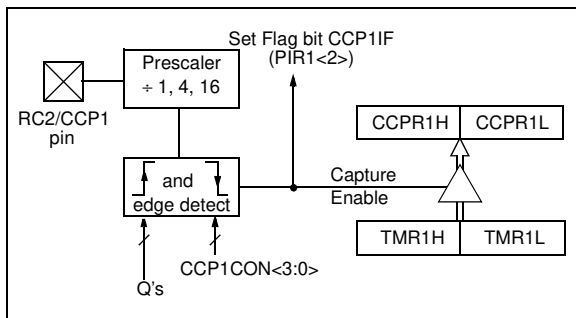 Set Flag bit CCP1IF
(PIR1<2>)
Prescaler
÷ 1, 4, 16
RC2/CCP1
pin
CCPR1H
CCPR1L
and
edge detect
Capture
Enable
TMR1H
TMR1L
CCP1CON<3:0>
Q's